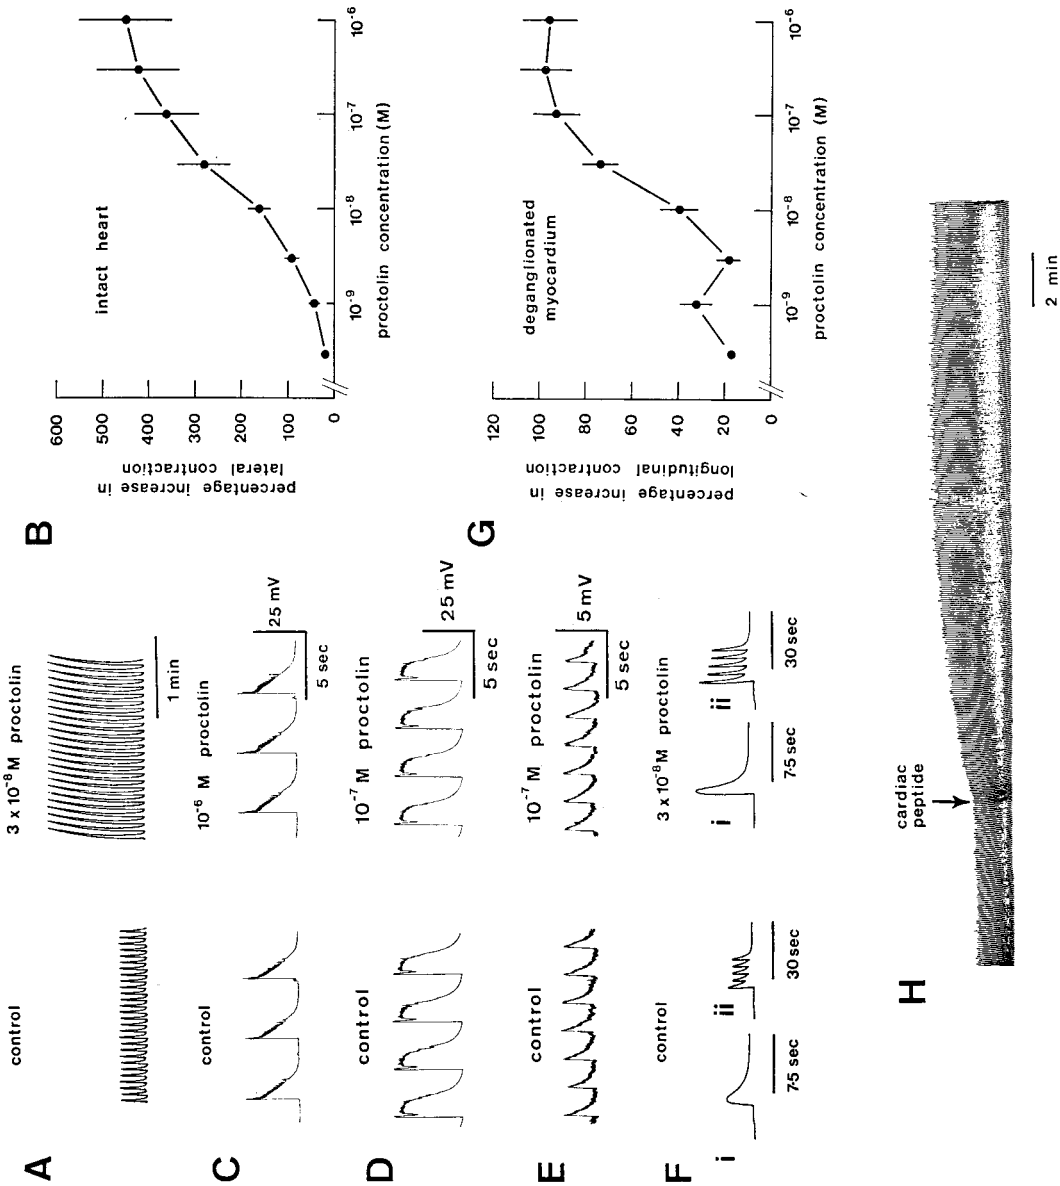 A
control
3 x 10⁻⁸ M proctolin
1 min
B
intact heart
percentage increase in
lateral contraction
600
500
400
300
200
100
0
10⁻⁹
10⁻⁸
10⁻⁷
10⁻⁶
proctolin concentration (M)
C
control
10⁻⁶ M proctolin
25 mV
5 sec
D
control
10⁻⁷ M proctolin
25 mV
5 sec
E
control
10⁻⁷ M proctolin
5 mV
5 sec
F
control
3 x 10⁻⁸ M proctolin
i
ii
i
ii
7·5 sec
30 sec
7·5 sec
30 sec
G
deganglionated
myocardium
percentage increase in
longitudinal contraction
120
100
80
60
40
20
0
10⁻⁹
10⁻⁸
10⁻⁷
10⁻⁶
proctolin concentration (M)
H
cardiac
peptide
2 min